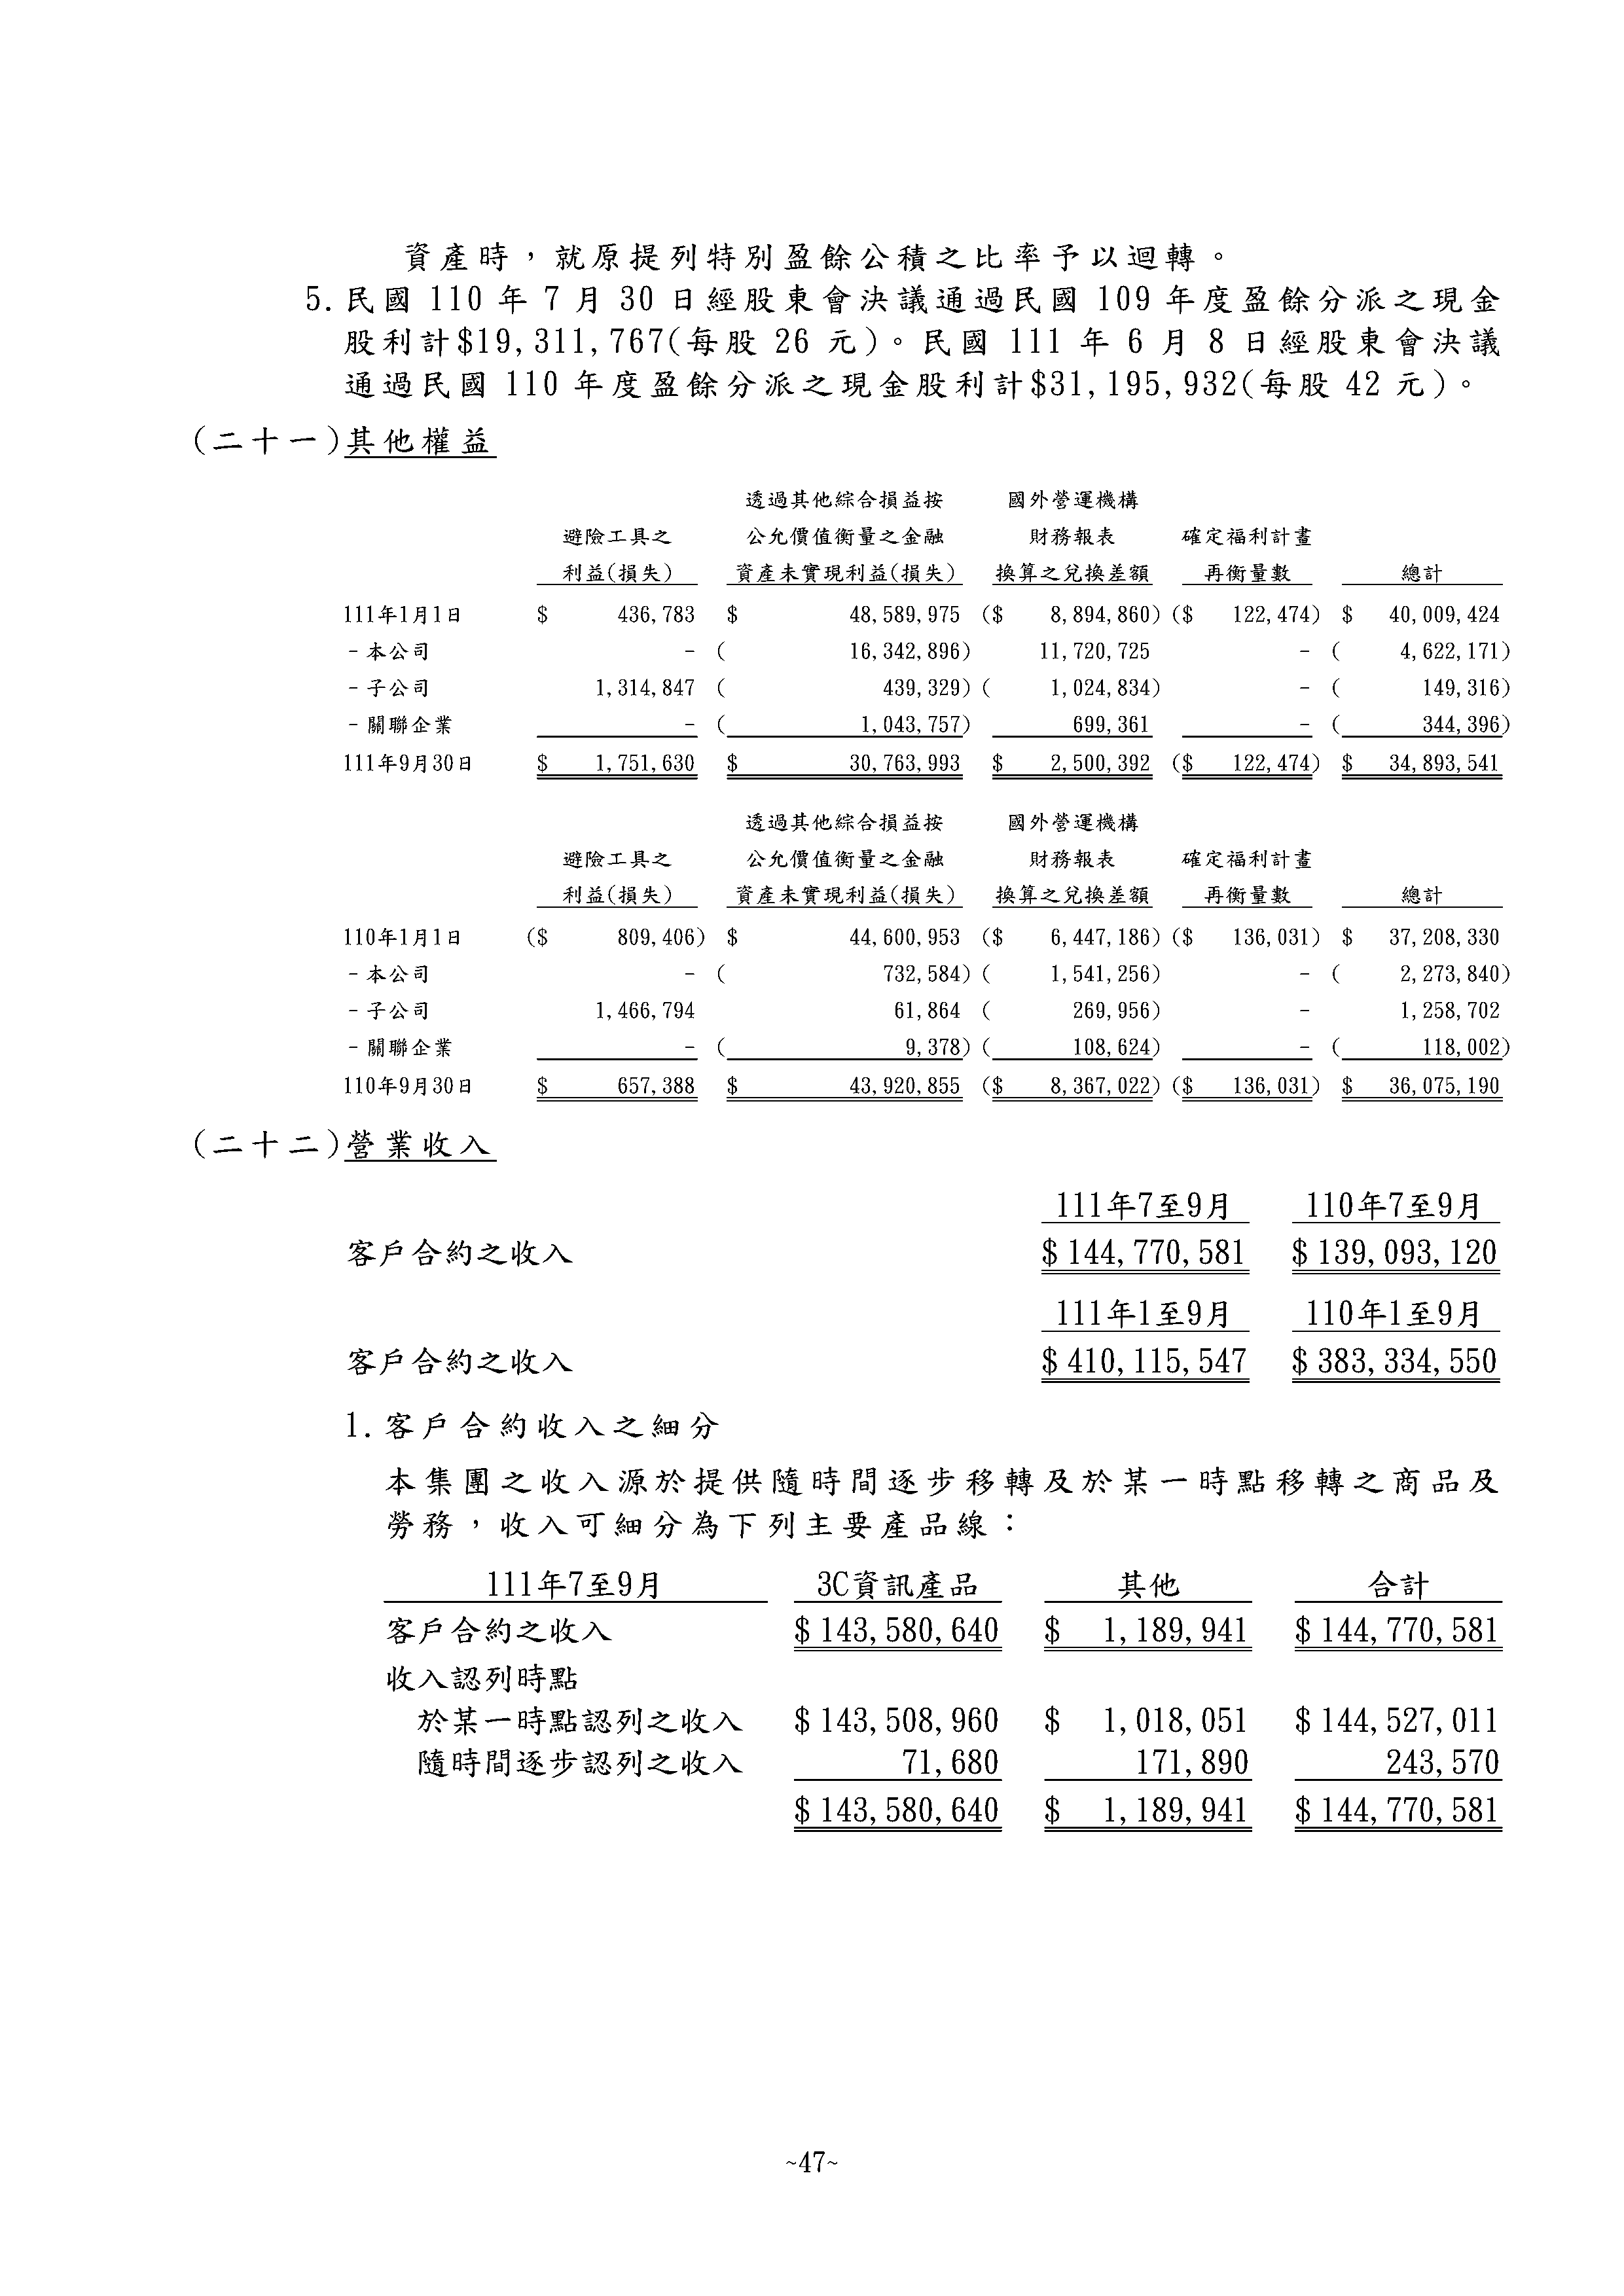 資產時，就原提列特別盈餘公積之比率予以迴轉。
5.民國 110 年 7 月 30 日經股東會決議通過民國 109 年度盈餘分派之現金
股利計$19,311,767(每股 26 元)。民國 111 年 6 月 8 日經股東會決議
通過民國 110 年度盈餘分派之現金股利計$31,195,932(每股 42 元)。
(二十一)其他權益
透過其他綜合損益按 國外營運機構
避險工具之 公允價值衡量之金融 財務報表 確定福利計畫
利益(損失) 資產未實現利益(損失) 換算之兌換差額 再衡量數 總計
111年1月1日 $ 436,783 $ 48,589,975 ($ 8,894,860) ($ 122,474) $ 40,009,424
-本公司 - ( 16,342,896) 11,720,725 - ( 4,622,171)
-子公司 1,314,847 ( 439,329) ( 1,024,834) - ( 149,316)
-關聯企業 - ( 1,043,757) 699,361 - ( 344,396)
111年9月30日 $ 1,751,630 $ 30,763,993 $ 2,500,392 ($ 122,474) $ 34,893,541
透過其他綜合損益按 國外營運機構
避險工具之 公允價值衡量之金融 財務報表 確定福利計畫
利益(損失) 資產未實現利益(損失) 換算之兌換差額 再衡量數 總計
110年1月1日 ($ 809,406) $ 44,600,953 ($ 6,447,186) ($ 136,031) $ 37,208,330
-本公司 - ( 732,584) ( 1,541,256) - ( 2,273,840)
-子公司 1,466,794 61,864 ( 269,956) - 1,258,702
-關聯企業 - ( 9,378) ( 108,624) - ( 118,002)
110年9月30日 $ 657,388 $ 43,920,855 ($ 8,367,022) ($ 136,031) $ 36,075,190
(二十二)營業收入
111年7至9月 110年7至9月
客戶合約之收入 $ 144,770,581 $ 139,093,120
111年1至9月 110年1至9月
客戶合約之收入 $ 410,115,547 $ 383,334,550
1.客戶合約收入之細分
本集團之收入源於提供隨時間逐步移轉及於某一時點移轉之商品及
勞務，收入可細分為下列主要產品線：
111年7至9月 3C資訊產品 其他 合計
客戶合約之收入 $ 143,580,640 $ 1,189,941 $ 144,770,581
收入認列時點
於某一時點認列之收入 $ 143,508,960 $ 1,018,051 $ 144,527,011
隨時間逐步認列之收入 71,680 171,890 243,570
$ 143,580,640 $ 1,189,941 $ 144,770,581
~47~